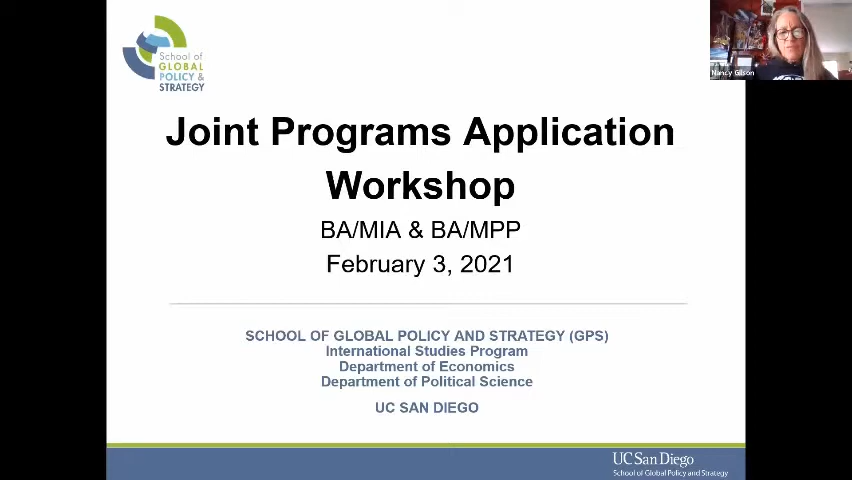 School of
GLOBAL
POLICY &
STRATEGY
Nancy Gilson
Joint Programs Application
Workshop
BA/MIA & BA/MPP
February 3, 2021
SCHOOL OF GLOBAL POLICY AND STRATEGY (GPS)
International Studies Program
Department of Economics
Department of Political Science
UC SAN DIEGO
UC San Diego
School of Global Policy and Strategy